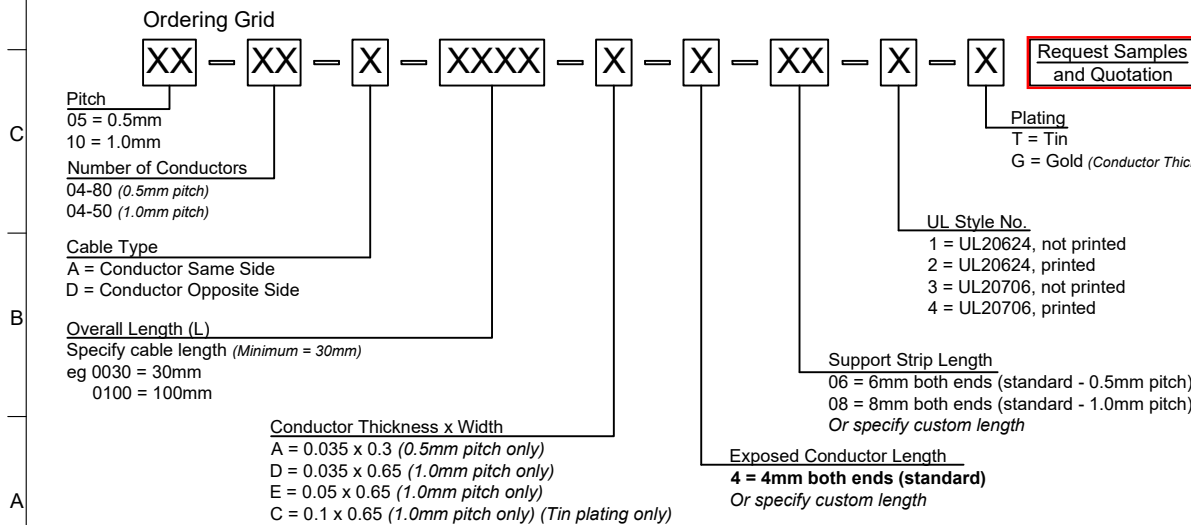 Ordering Grid
XX – XX – X – XXXX – X – X – XX – X – X
Request Samples
and Quotation
Pitch
05 = 0.5mm
10 = 1.0mm
Number of Conductors
04-80 (0.5mm pitch)
04-50 (1.0mm pitch)
Cable Type
A = Conductor Same Side
D = Conductor Opposite Side
Overall Length (L)
Specify cable length (Minimum = 30mm)
eg 0030 = 30mm
0100 = 100mm
Conductor Thickness x Width
A = 0.035 x 0.3 (0.5mm pitch only)
D = 0.035 x 0.65 (1.0mm pitch only)
E = 0.05 x 0.65 (1.0mm pitch only)
C = 0.1 x 0.65 (1.0mm pitch only) (Tin plating only)
Exposed Conductor Length
4 = 4mm both ends (standard)
Or specify custom length
Support Strip Length
06 = 6mm both ends (standard - 0.5mm pitch)
08 = 8mm both ends (standard - 1.0mm pitch)
Or specify custom length
UL Style No.
1 = UL20624, not printed
2 = UL20624, printed
3 = UL20706, not printed
4 = UL20706, printed
Plating
T = Tin
G = Gold (Conductor
C
B
A